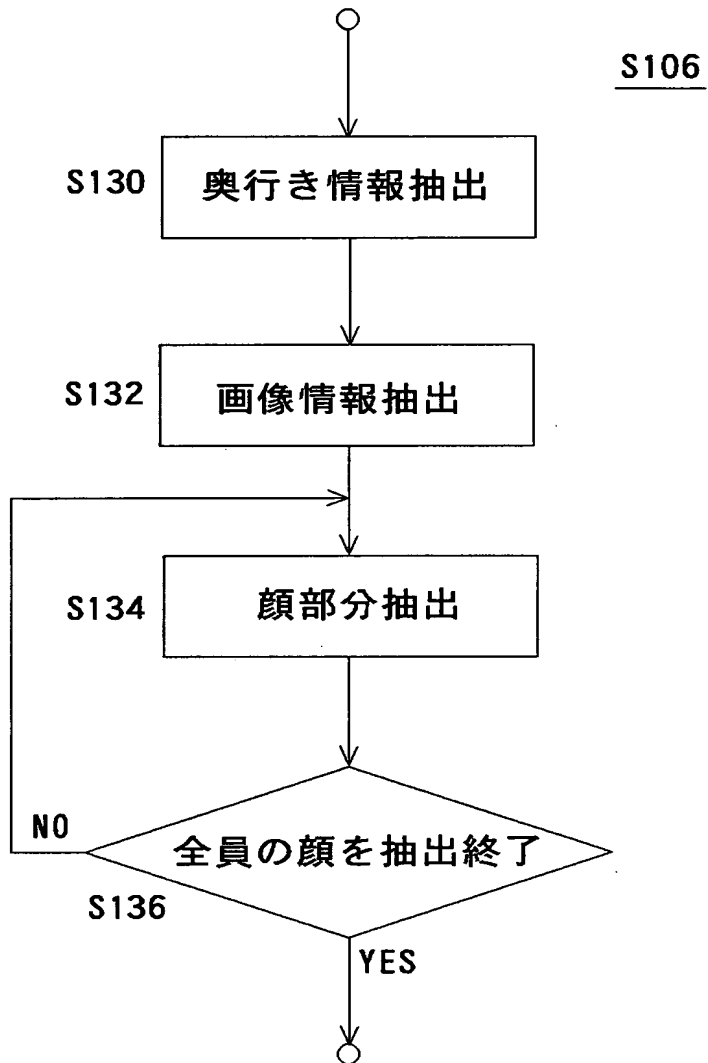 S106
S130
奥行き情報抽出
S132
画像情報抽出
S134
顔部分抽出
NO
全員の顔を抽出終了
S136
YES